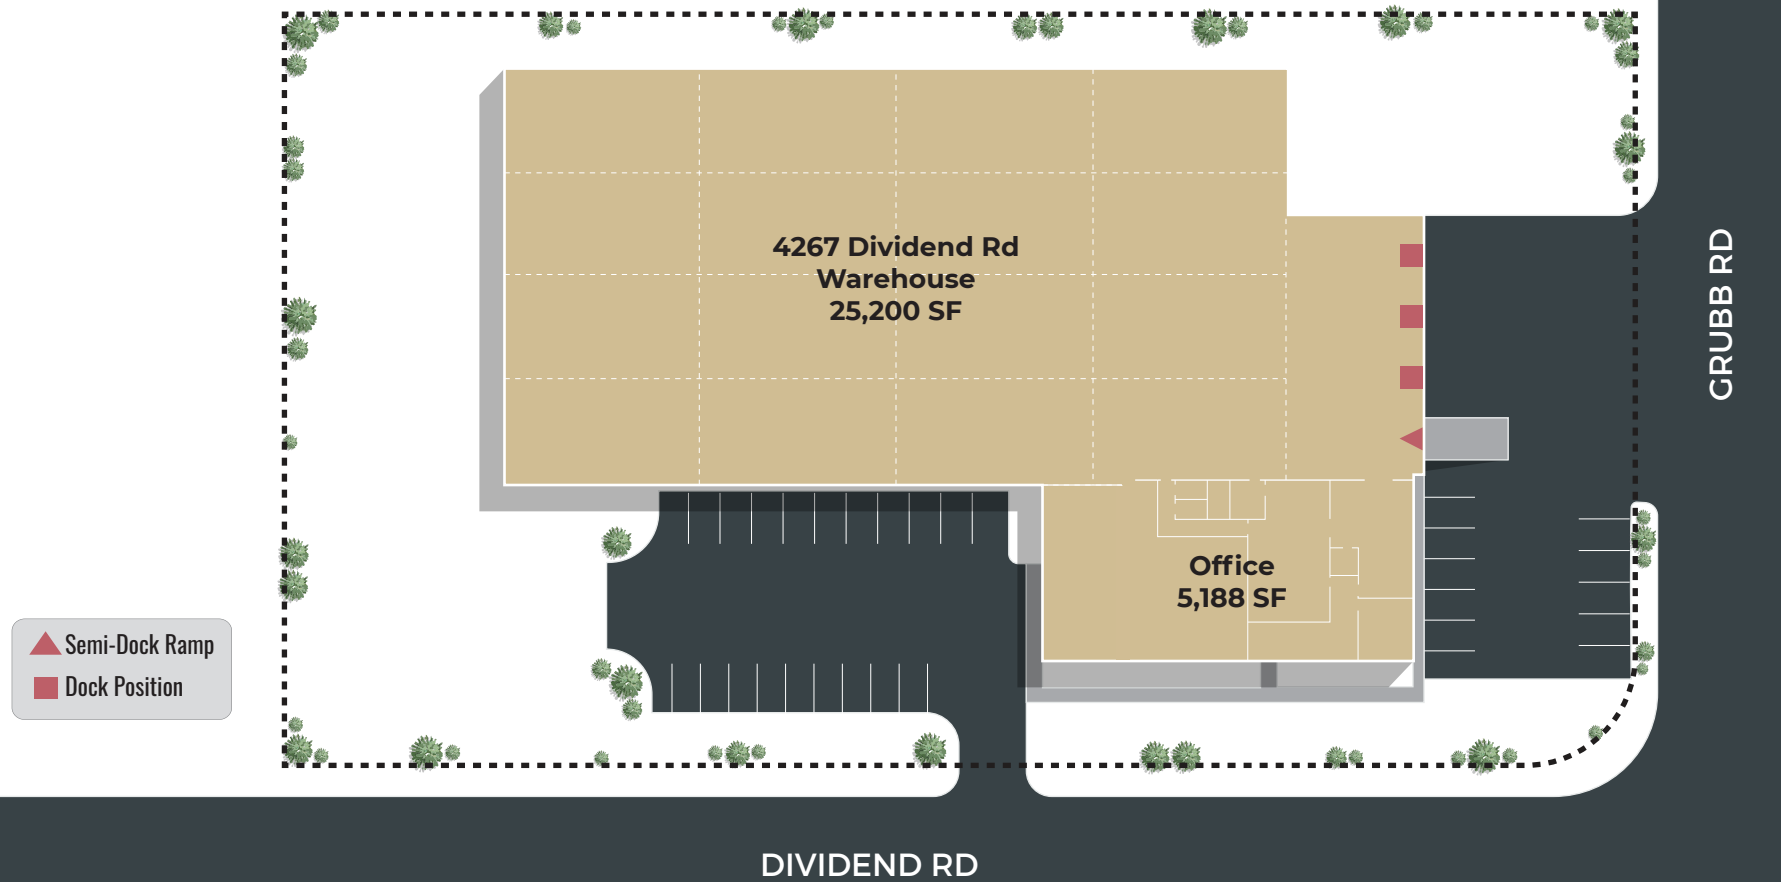 4267 Dividend Rd
Warehouse
25,200 SF
GRUBB RD
Office
5,188 SF
Semi-Dock Ramp
Dock Position
DIVIDEND RD